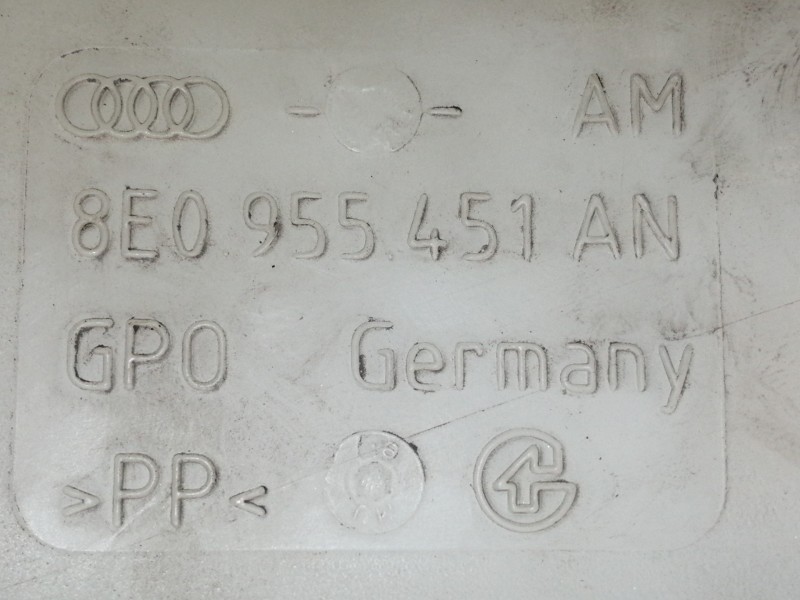 AM
8E0 955 451 AN
GPO Germany
>PP<